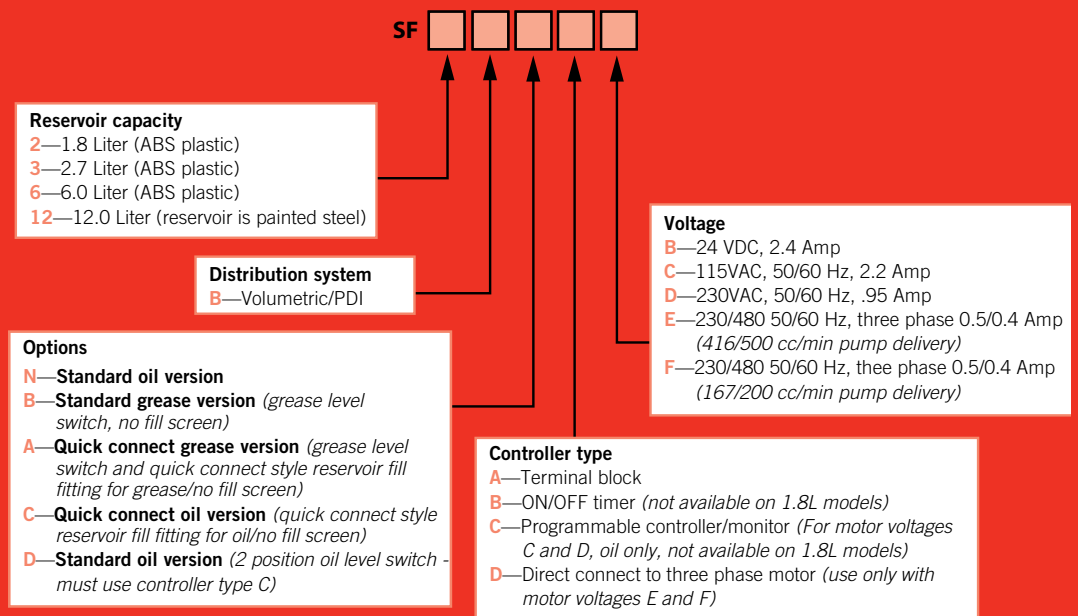 SF
Reservoir capacity
2—1.8 Liter (ABS plastic)
3—2.7 Liter (ABS plastic)
6—6.0 Liter (ABS plastic)
12—12.0 Liter (reservoir is painted steel)
Distribution system
B—Volumetric/PDI
Options
N—Standard oil version
B—Standard grease version (grease level
switch, no fill screen)
A—Quick connect grease version (grease level
switch and quick connect style reservoir fill
fitting for grease/no fill screen)
C—Quick connect oil version (quick connect style
reservoir fill fitting for oil/no fill screen)
D—Standard oil version (2 position oil level switch -
must use controller type C)
Controller type
A—Terminal block
B—ON/OFF timer (not available on 1.8L models)
C—Programmable controller/monitor (For motor voltages
C and D, oil only, not available on 1.8L models)
D—Direct connect to three phase motor (use only with
motor voltages E and F)
Voltage
B—24 VDC, 2.4 Amp
C—115VAC, 50/60 Hz, 2.2 Amp
D—230VAC, 50/60 Hz, .95 Amp
E—230/480 50/60 Hz, three phase 0.5/0.4 Amp
(416/500 cc/min pump delivery)
F—230/480 50/60 Hz, thee phase 0.5/0.4 Amp
(167/200 cc/min pump delivery)